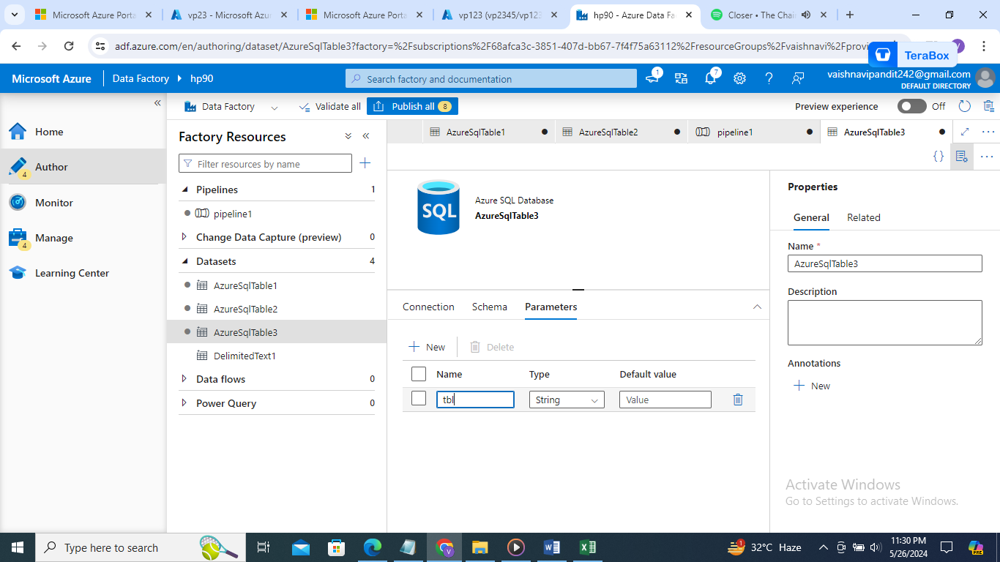 Microsoft Azure Porta
vp23 - Microsoft Azu
Microsoft Azure Porta
vp123 (vp2345/vp123
hp90 - Azure Data Fa
Closer • The Chai
adf.azure.com/en/authoring/dataset/AzureSqlTable3?factory=%2Fsubscriptions%2F68afca3c-3851-407d-bb67-7f4f75a63112%2FresourceGroups%2Fvaishnavi%2Fprovi
TeraBox
Microsoft Azure
Data Factory
hp90
Search factory and documentation
1
7
vaishnavipandit242@gmail.com
DEFAULT DIRECTORY
Data Factory
Validate all
Publish all
8
Preview experience
Off
Home
Author
4
Monitor
Manage
4
Learning Center
Factory Resources
Filter resources by name
Pipelines
1
pipeline1
Change Data Capture (preview)
0
Datasets
4
AzureSqlTable1
AzureSqlTable2
AzureSqlTable3
DelimitedText1
Data flows
0
Power Query
0
AzureSqlTable1
AzureSqlTable2
pipeline1
AzureSqlTable3
{}
SQL
Azure SQL Database
AzureSqlTable3
Connection
Schema
Parameters
New
Delete
Name
Type
Default value
tbl
String
Value
Properties
General
Related
Name *
AzureSqlTable3
Description
Annotations
New
Activate Windows
Go to Settings to activate Windows.
Type here to search
1
32°C Haze
11:30 PM
5/26/2024
PRE